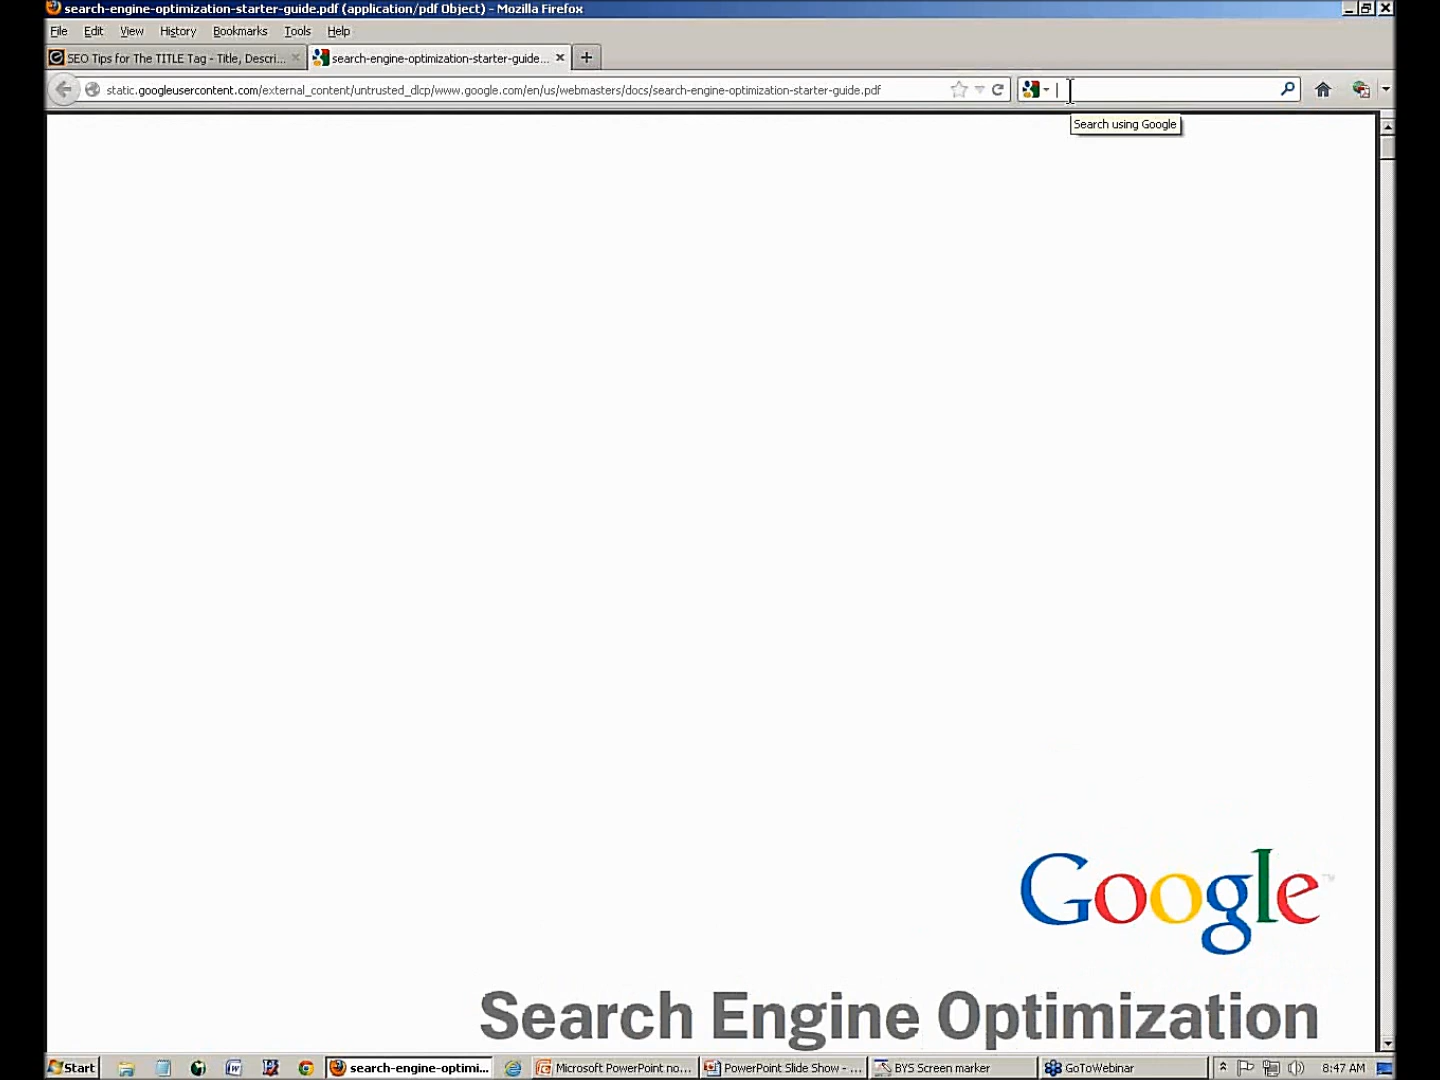 search-engine-optimization-starter-guide.pdf (application/pdf Object) - Mozilla Firefox
File Edit View History Bookmarks Tools Help
SEO Tips for The TITLE Tag - Title, Descri... search-engine-optimization-starter-guide...
static.googleusercontent.com/external_content/untrusted_dlcp/www.google.com/en/us/webmasters/docs/search-engine-optimization-starter-guide.pdf
Search using Google
Google™
Search Engine Optimization
Start search-engine-optimi... Microsoft PowerPoint no... PowerPoint Slide Show - ... BYS Screen marker GoToWebinar 8:47 AM